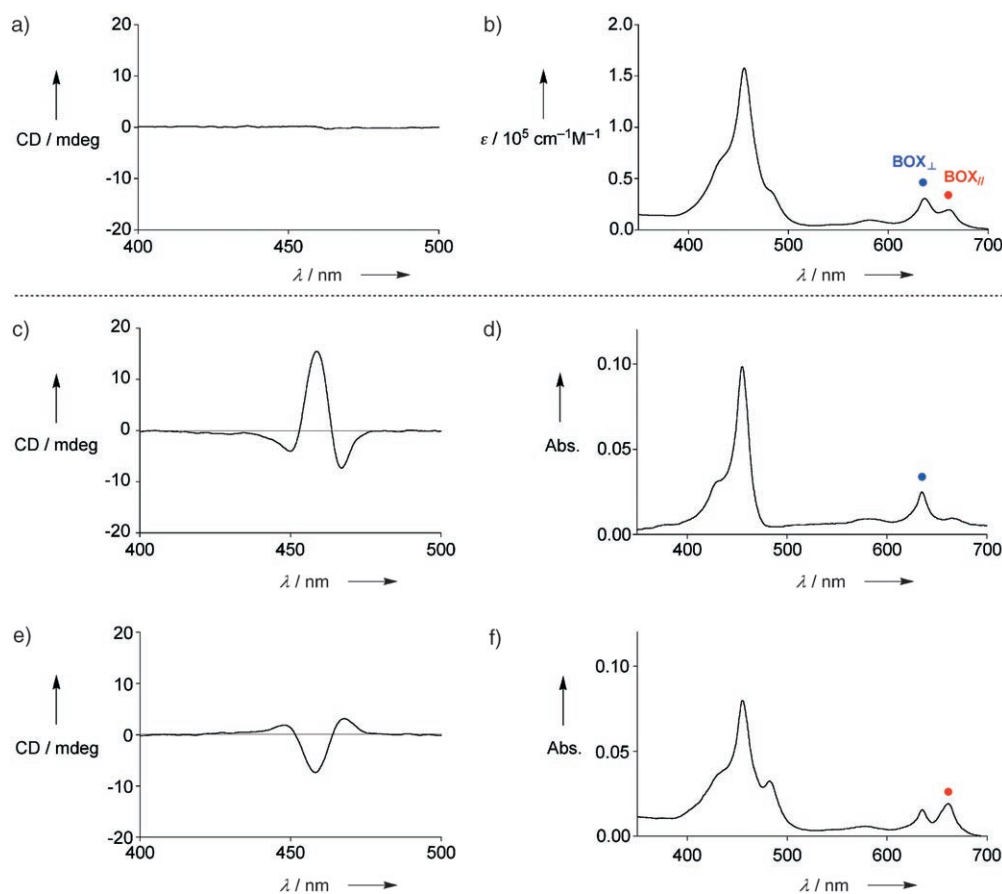 a)
20
10
0
-10
-20
CD / mdeg
400
450
500
λ / nm
b)
2.0
1.5
1.0
0.5
0.0
ε / 10⁵ cm⁻¹M⁻¹
BOX⊥
BOX//
400
500
600
700
λ / nm
c)
20
10
0
-10
-20
CD / mdeg
400
450
500
λ / nm
d)
0.10
0.05
0.00
Abs.
400
500
600
700
λ / nm
e)
20
10
0
-10
-20
CD / mdeg
400
450
500
λ / nm
f)
0.10
0.05
0.00
Abs.
400
500
600
700
λ / nm